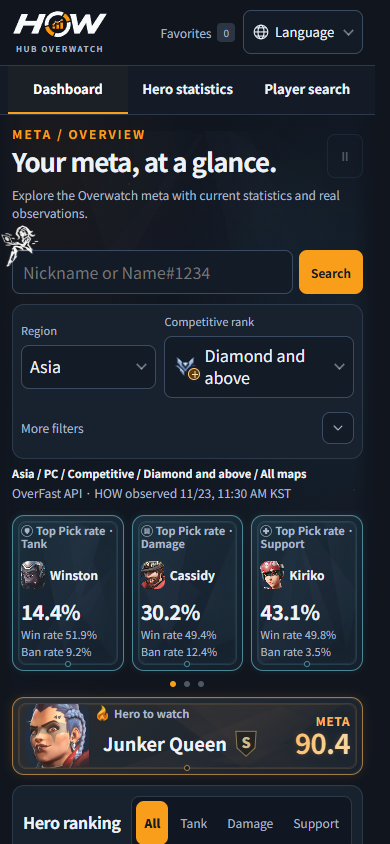 HOW
HUB OVERWATCH
Favorites 0
Language
Dashboard Hero statistics Player search
META / OVERVIEW
Your meta, at a glance.
Explore the Overwatch meta with current statistics and real
observations.
Nickname or Name#1234
Search
Region
Asia
Competitive rank
Diamond and
above
More filters
Asia / PC / Competitive / Diamond and above / All maps
OverFast API · HOW observed 11/23, 11:30 AM KST
Top Pick rate ·
Tank
Winston
14.4%
Win rate 51.9%
Ban rate 9.2%
Top Pick rate ·
Damage
Cassidy
30.2%
Win rate 49.4%
Ban rate 12.4%
Top Pick rate ·
Support
Kiriko
43.1%
Win rate 49.8%
Ban rate 3.5%
Hero to watch
Junker Queen S
META
90.4
Hero ranking
All Tank Damage Support